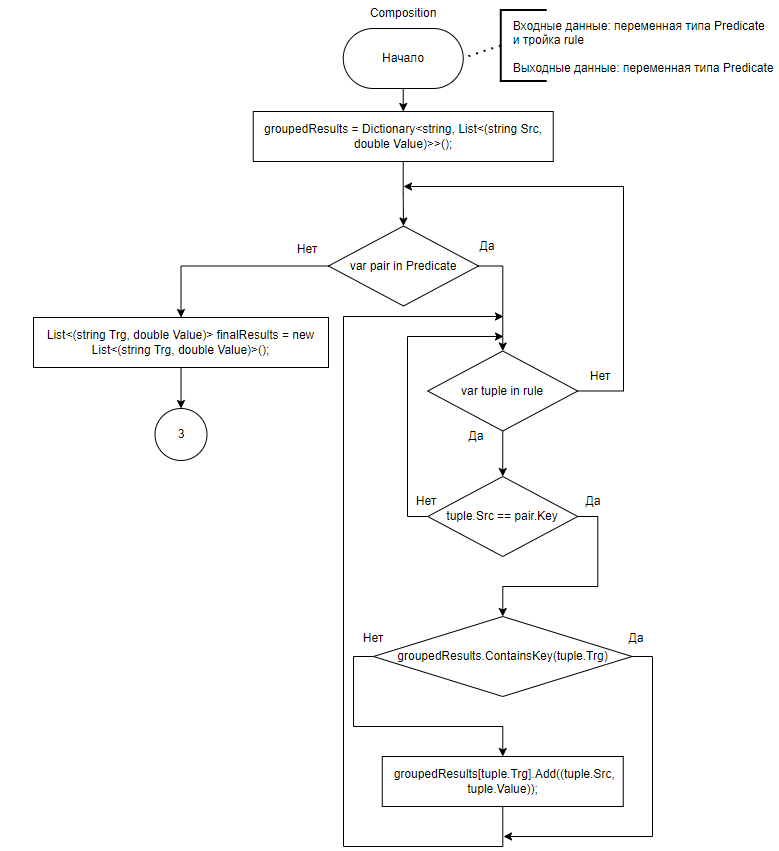 Composition
Входные данные: переменная типа Predicate
и тройка rule
Выходные данные: переменная типа Predicate
Начало
groupedResults = Dictionary<string, List<(string Src,
double Value)>>();
Нет
Да
var pair in Predicate
List<(string Trg, double Value)> finalResults = new
List<(string Trg, double Value)>();
Нет
var tuple in rule
3
Да
Нет
Да
tuple.Src == pair.Key
Нет
Да
groupedResults.ContainsKey(tuple.Trg)
groupedResults[tuple.Trg].Add((tuple.Src,
tuple.Value));